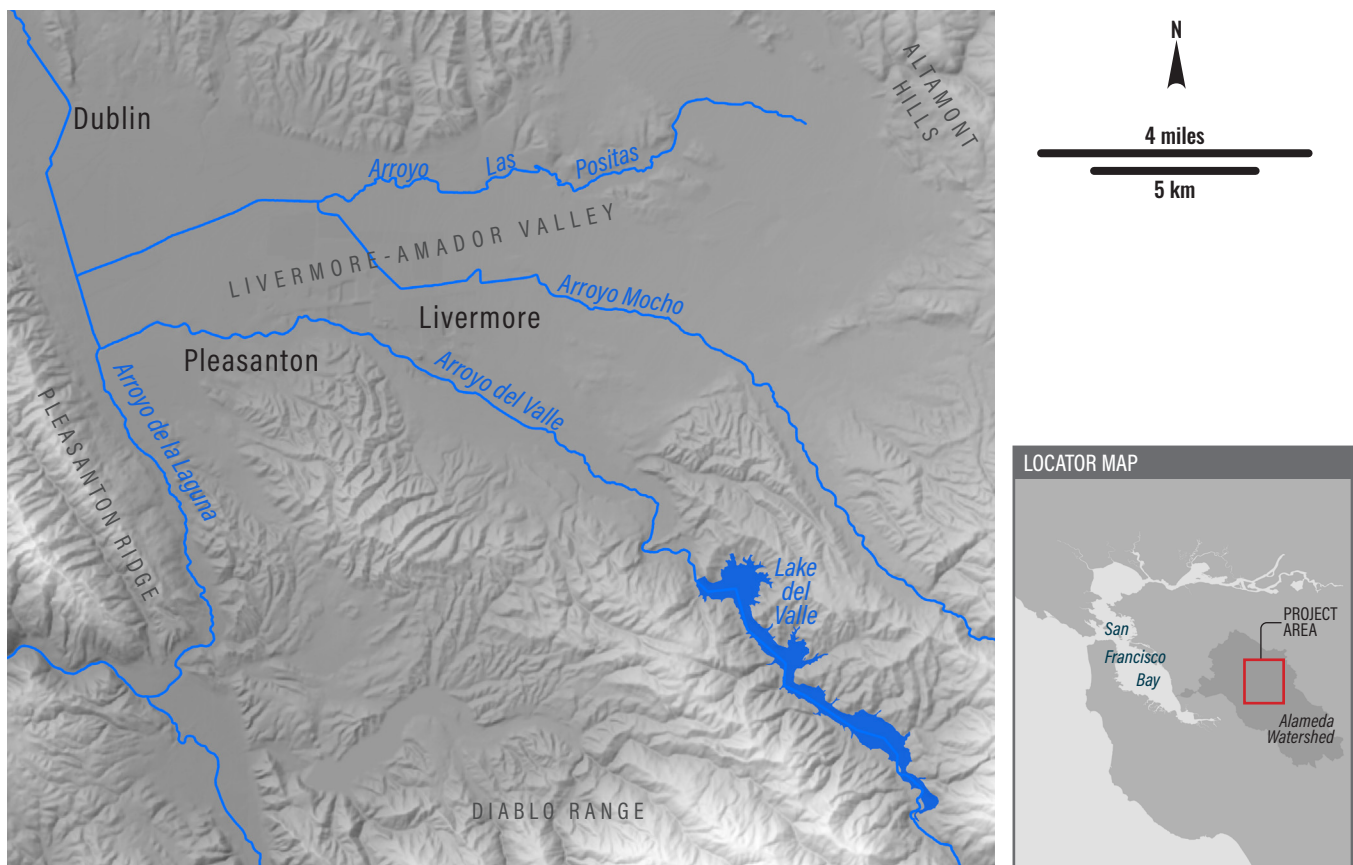 Dublin
ALTAMONT
HILLS
Arroyo Las Positas
LIVERMORE-AMADOR VALLEY
Arroyo Mocho
Livermore
Pleasanton
Arroyo del Valle
Arroyo de la Laguna
PLEASANTON RIDGE
Lake
del
Valle
DIABLO RANGE
N
4 miles
5 km
LOCATOR MAP
PROJECT
AREA
San
Francisco
Bay
Alameda
Watershed